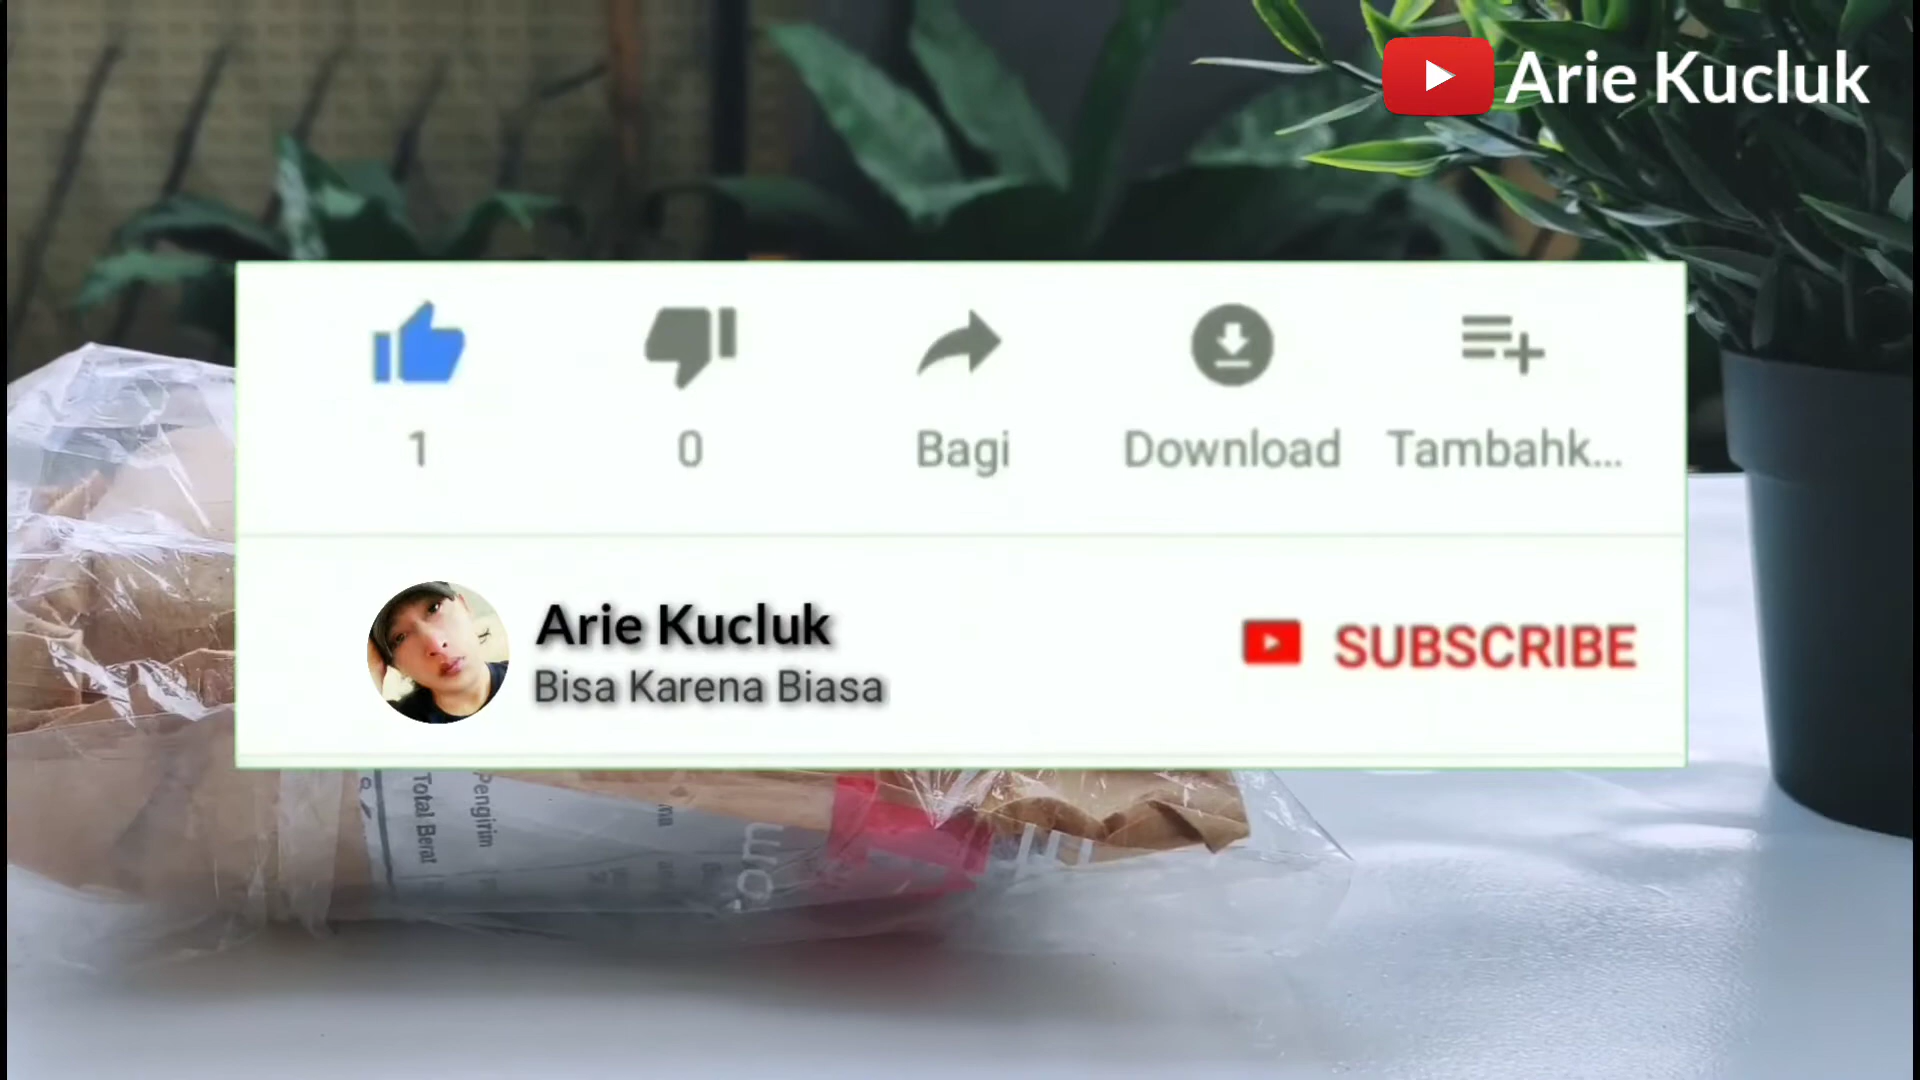 Arie Kucluk
1
0
Bagi
Download
Tambahk...
Arie Kucluk
Bisa Karena Biasa
SUBSCRIBE
Pengirim
Total Berat